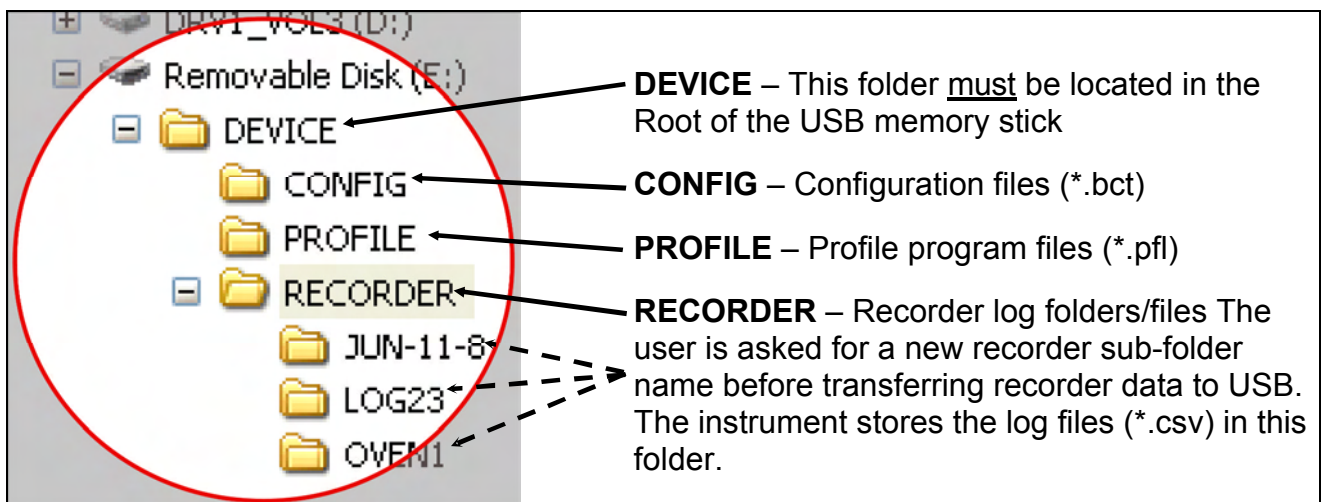 DRV1_VOL3 (D:)
Removable Disk (E:)
DEVICE
CONFIG
PROFILE
RECORDER
JUN-11-8
LOG23
OVEN1
DEVICE – This folder must be located in the
Root of the USB memory stick
CONFIG – Configuration files (*.bct)
PROFILE – Profile program files (*.pfl)
RECORDER – Recorder log folders/files The
user is asked for a new recorder sub-folder
name before transferring recorder data to USB.
The instrument stores the log files (*.csv) in this
folder.